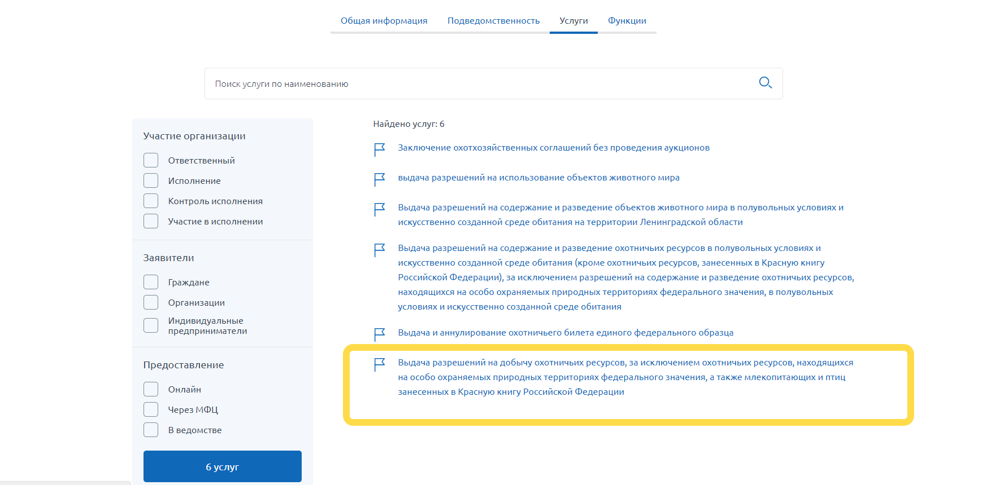 Общая информация
Подведомственность
Услуги
Функции
Поиск услуги по наименованию
Участие организации
Ответственный
Исполнение
Контроль исполнения
Участие в исполнении
Заявители
Граждане
Организации
Индивидуальные
предприниматели
Предоставление
Онлайн
Через МФЦ
В ведомстве
6 услуг
Найдено услуг: 6
Заключение охотхозяйственных соглашений без проведения аукционов
выдача разрешений на использование объектов животного мира
Выдача разрешений на содержание и разведение объектов животного мира в полувольных условиях и
искусственно созданной среде обитания на территории Ленинградской области
Выдача разрешений на содержание и разведение охотничьих ресурсов в полувольных условиях и
искусственно созданной среде обитания (кроме охотничьих ресурсов, занесенных в Красную книгу
Российской Федерации), за исключением разрешений на содержание и разведение охотничьих ресурсов,
находящихся на особо охраняемых природных территориях федерального значения, в полувольных
условиях и искусственно созданной среде обитания
Выдача и аннулирование охотничьего билета единого федерального образца
Выдача разрешений на добычу охотничьих ресурсов, за исключением охотничьих ресурсов, находящихся
на особо охраняемых природных территориях федерального значения, а также млекопитающих и птиц
занесенных в Красную книгу Российской Федерации